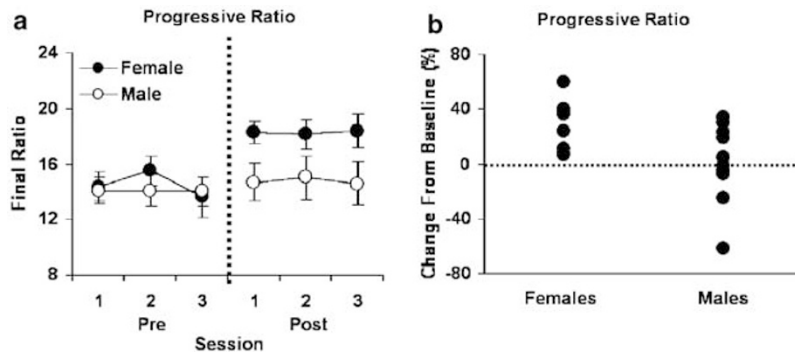 a
Progressive Ratio
24
20
16
12
8
Final Ratio
Female
Male
1 2 3 1 2 3
Pre Post
Session
b
Progressive Ratio
80
40
0
-40
-80
Change From Baseline (%)
Females Males